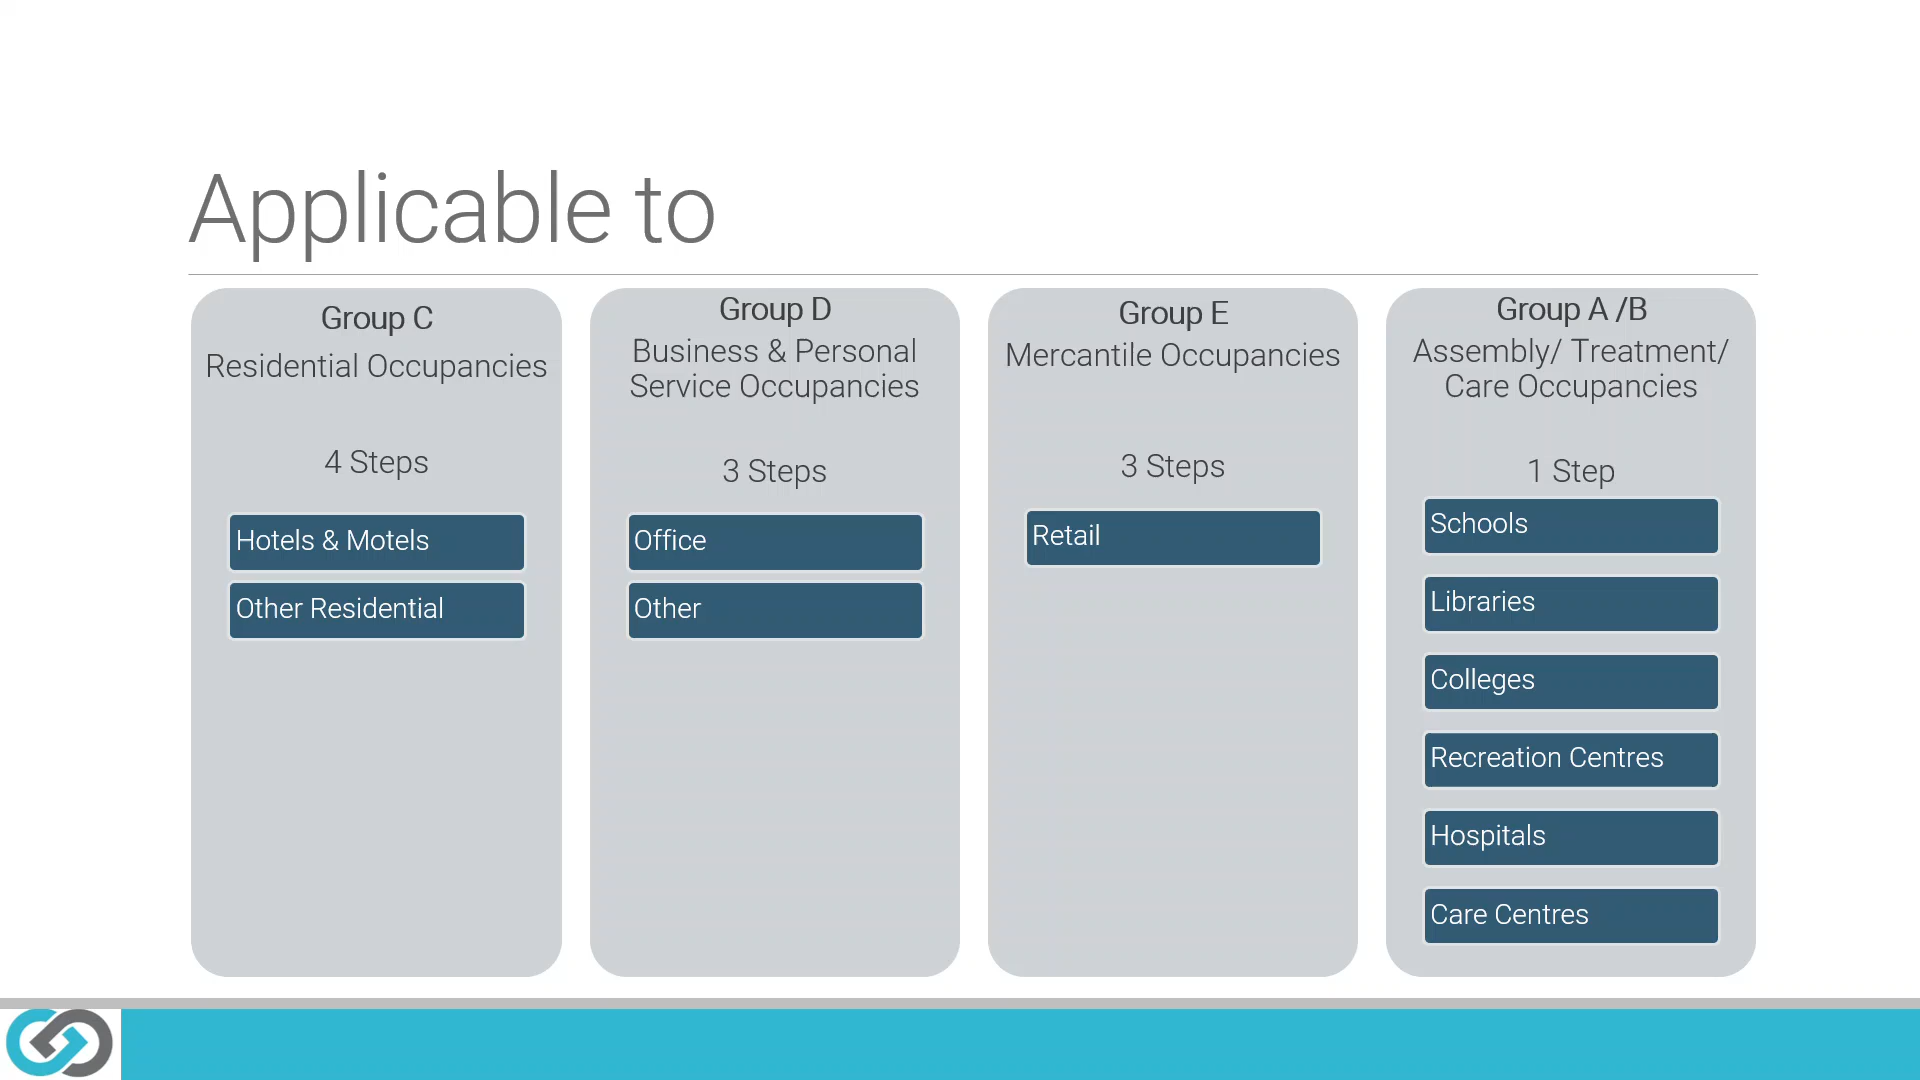 Applicable to
Group C
Residential Occupancies
4 Steps
Hotels & Motels
Other Residential
Group D
Business & Personal
Service Occupancies
3 Steps
Office
Other
Group E
Mercantile Occupancies
3 Steps
Retail
Group A /B
Assembly/ Treatment/
Care Occupancies
1 Step
Schools
Libraries
Colleges
Recreation Centres
Hospitals
Care Centres